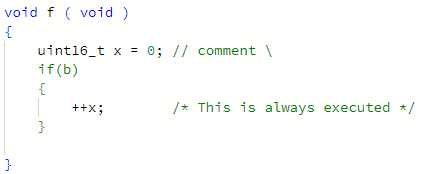 void f ( void )
{
    uint16_t x = 0; // comment \
    if(b)
    {
        ++x;        /* This is always executed */
    }

}